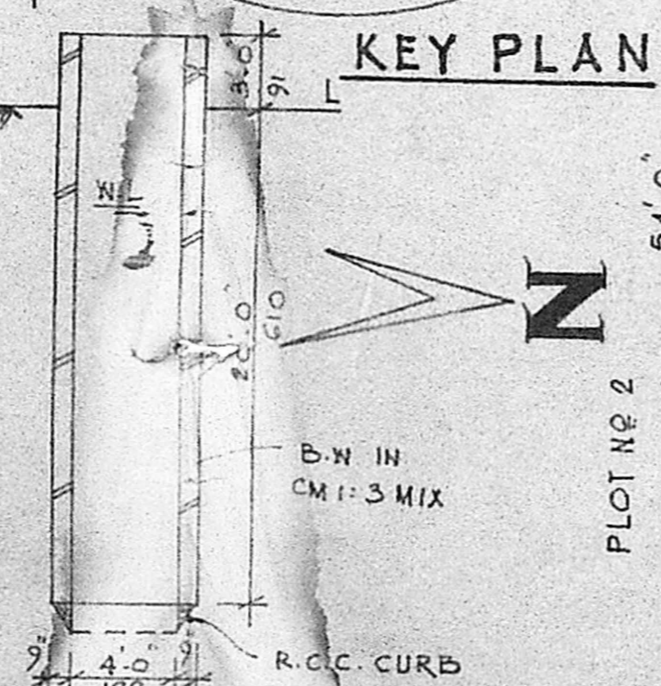 KEY PLAN
3'-0"
91
L
W
20'-0"
610
N
PLOT Nº 2
B.W IN
CM 1:3 MIX
R.C.C. CURB
9" 4'-0" 9"